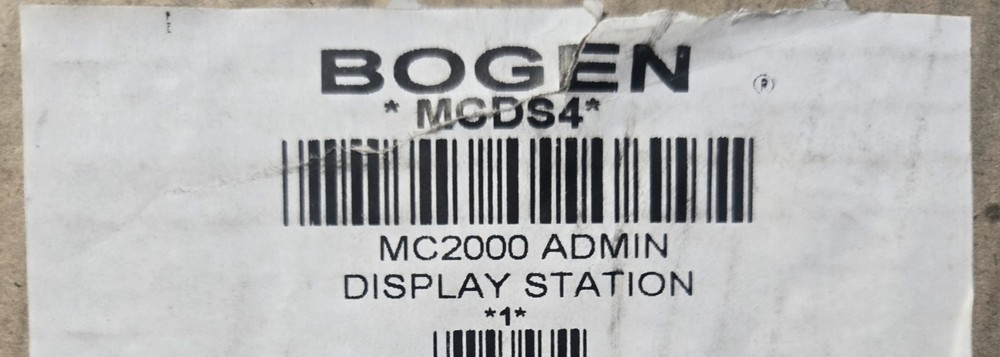 BOGEN ®
*MCDS4*
MC2000 ADMIN
DISPLAY STATION
*1*